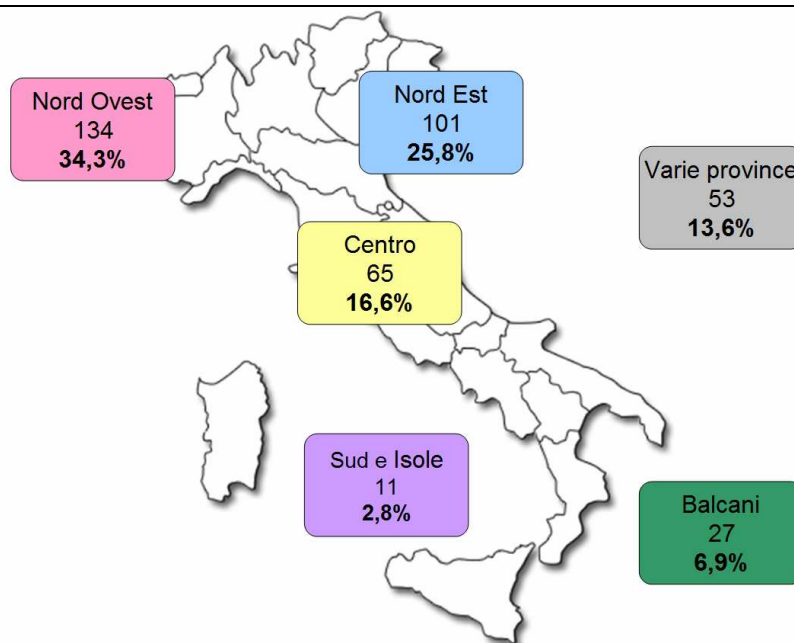 Nord Ovest
134
34,3%
Nord Est
101
25,8%
Varie province
53
13,6%
Centro
65
16,6%
Sud e Isole
11
2,8%
Balcani
27
6,9%